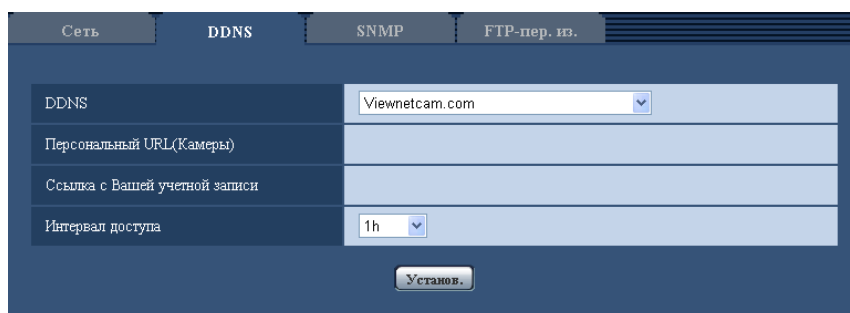 Сеть DDNS SNMP FTP-пер. из.
DDNS Viewnetcam.com
Персональный URL(Камеры)
Ссылка с Вашей учетной записи
Интервал доступа 1h
Установ.